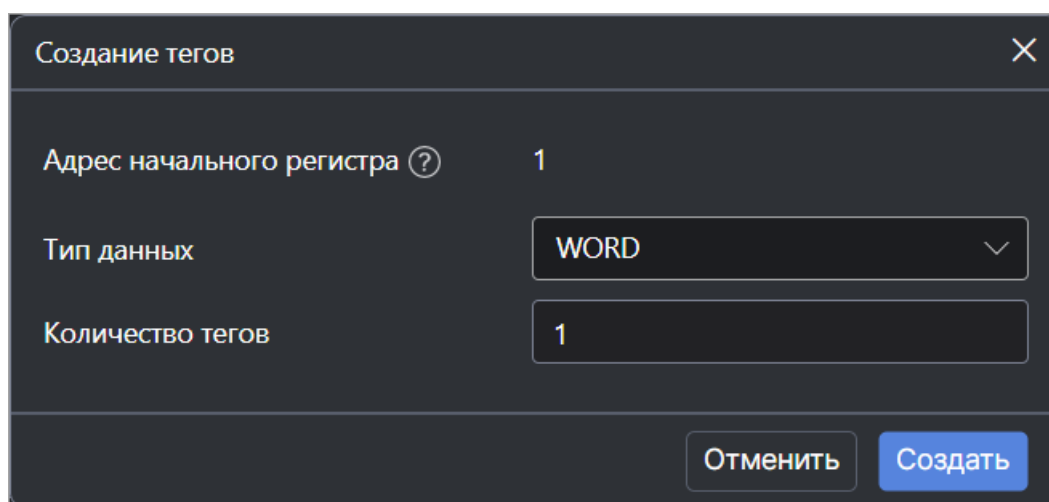 Создание тегов
Адрес начального регистра ? 1
Тип данных WORD
Количество тегов 1
Отменить Создать